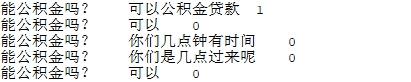 能公积金吗? 可以公积金贷款 1
能公积金吗? 可以 0
能公积金吗? 你们几点钟有时间 0
能公积金吗? 你们是几点过来呢 0
能公积金吗? 可以 0